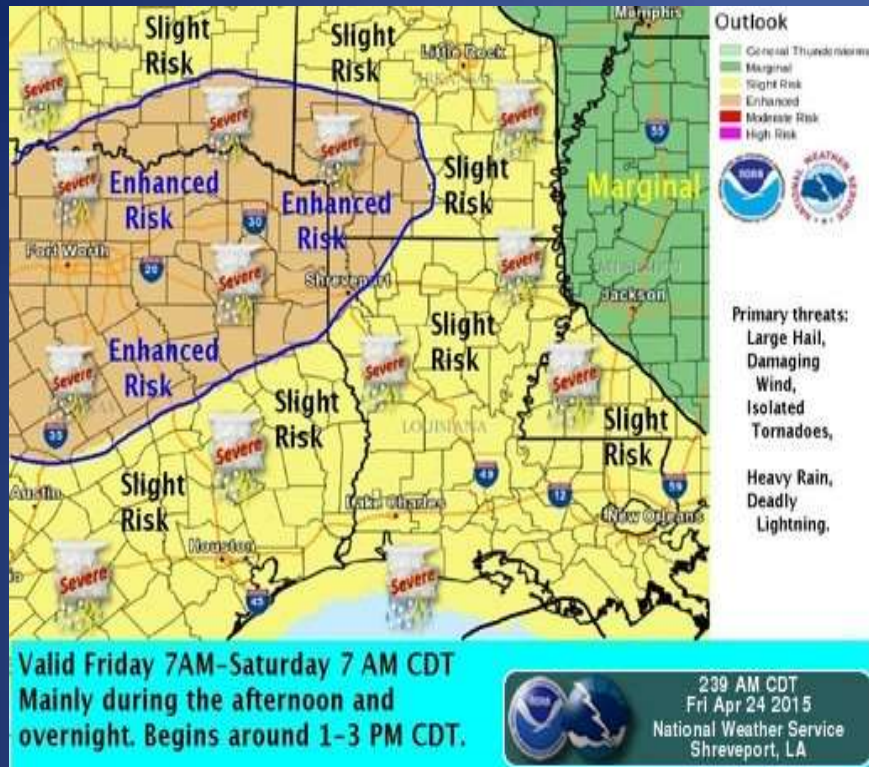 Slight
Risk
Slight
Risk
Little Rock
Memphis
Severe
Severe
Severe
Severe
Severe
Enhanced
Risk
Enhanced
Risk
Slight
Risk
Marginal
55
30
Fort Worth
20
Severe
Shreveport
Severe
Jackson
Enhanced
Risk
Slight
Risk
Severe
Severe
Severe
35
Severe
Slight
Risk
LOUISIANA
Slight
Risk
Austin
Slight
Risk
Lake Charles
49
12
59
New Orleans
Houston
Severe
45
Severe
Outlook
General Thunderstorms
Marginal
Slight Risk
Enhanced
Moderate Risk
High Risk
NOAA
NATIONAL WEATHER SERVICE
Primary threats:
Large Hail,
Damaging
Wind,
Isolated
Tornadoes,
Heavy Rain,
Deadly
Lightning.
Valid Friday 7AM-Saturday 7 AM CDT
Mainly during the afternoon and
overnight. Begins around 1-3 PM CDT.
NOAA
239 AM CDT
Fri Apr 24 2015
National Weather Service
Shreveport, LA